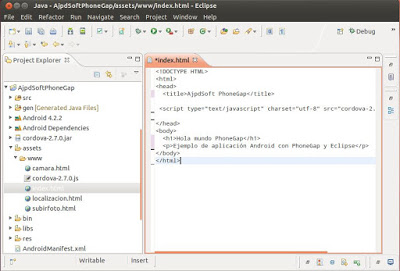 Java - AjpdSoftPhoneGap/assets/www/index.html - Eclipse
File Edit Refactor Run Navigate Search Project Window Help
Debug
Project Explorer
AjpdSoftPhoneGap
src
gen [Generated Java Files]
Android 4.2.2
Android Dependencies
cordova-2.7.0.jar
assets
www
camara.html
cordova-2.7.0.js
index.html
localizacion.html
subirfoto.html
bin
libs
res
AndroidManifest.xml
*index.html
<!DOCTYPE HTML>
<html>
<head>
<title>AjpdSoft PhoneGap</title>
<script type="text/javascript" charset="utf-8" src="cordova-2.
</head>
<body>
<h1>Hola mundo PhoneGap</h1>
<p>Ejemplo de aplicación Android con PhoneGap y Eclipse</p>
</body>
</html>
Writable
Insert